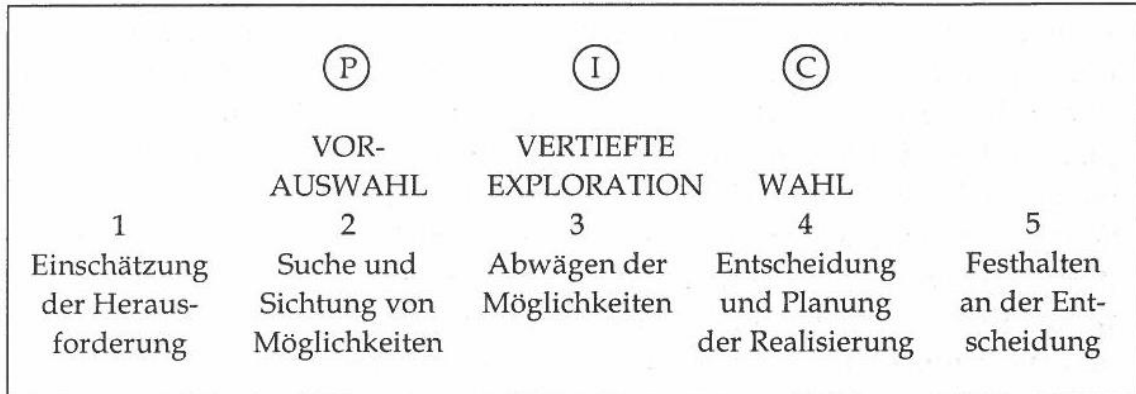 P I C
VOR-
AUSWAHL
VERTIEFTE
EXPLORATION
WAHL
1 2 3 4 5
Einschätzung
der Heraus-
forderung
Suche und
Sichtung von
Möglichkeiten
Abwägen der
Möglichkeiten
Entscheidung
und Planung
der Realisierung
Festhalten
an der Ent-
scheidung